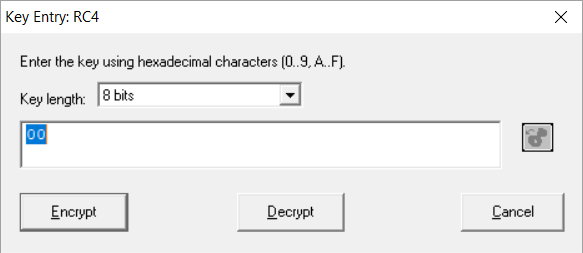 Key Entry: RC4
Enter the key using hexadecimal characters (0..9, A..F).
Key length: 8 bits
00
Encrypt Decrypt Cancel